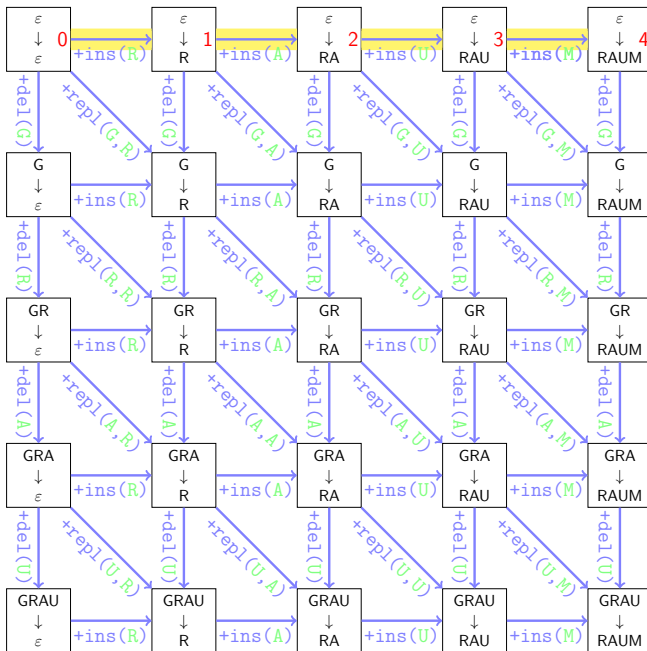 ε ε ε ε ε
↓ 0 ↓ 1 ↓ 2 ↓ 3 ↓ 4
ε +ins(R) R +ins(A) RA +ins(U) RAU +ins(M) RAUM
+del(G) +repl(G,R) +del(G) +repl(G,A) +del(G) +repl(G,U) +del(G) +repl(G,M) +del(G)
G G G G G
↓ ↓ ↓ ↓ ↓
ε +ins(R) R +ins(A) RA +ins(U) RAU +ins(M) RAUM
+del(R) +repl(R,R) +del(R) +repl(R,A) +del(R) +repl(R,U) +del(R) +repl(R,M) +del(R)
GR GR GR GR GR
↓ ↓ ↓ ↓ ↓
ε +ins(R) R +ins(A) RA +ins(U) RAU +ins(M) RAUM
+del(A) +repl(A,R) +del(A) +repl(A,A) +del(A) +repl(A,U) +del(A) +repl(A,M) +del(A)
GRA GRA GRA GRA GRA
↓ ↓ ↓ ↓ ↓
ε +ins(R) R +ins(A) RA +ins(U) RAU +ins(M) RAUM
+del(U) +repl(U,R) +del(U) +repl(U,A) +del(U) +repl(U,U) +del(U) +repl(U,M) +del(U)
GRAU GRAU GRAU GRAU GRAU
↓ ↓ ↓ ↓ ↓
ε +ins(R) R +ins(A) RA +ins(U) RAU +ins(M) RAUM